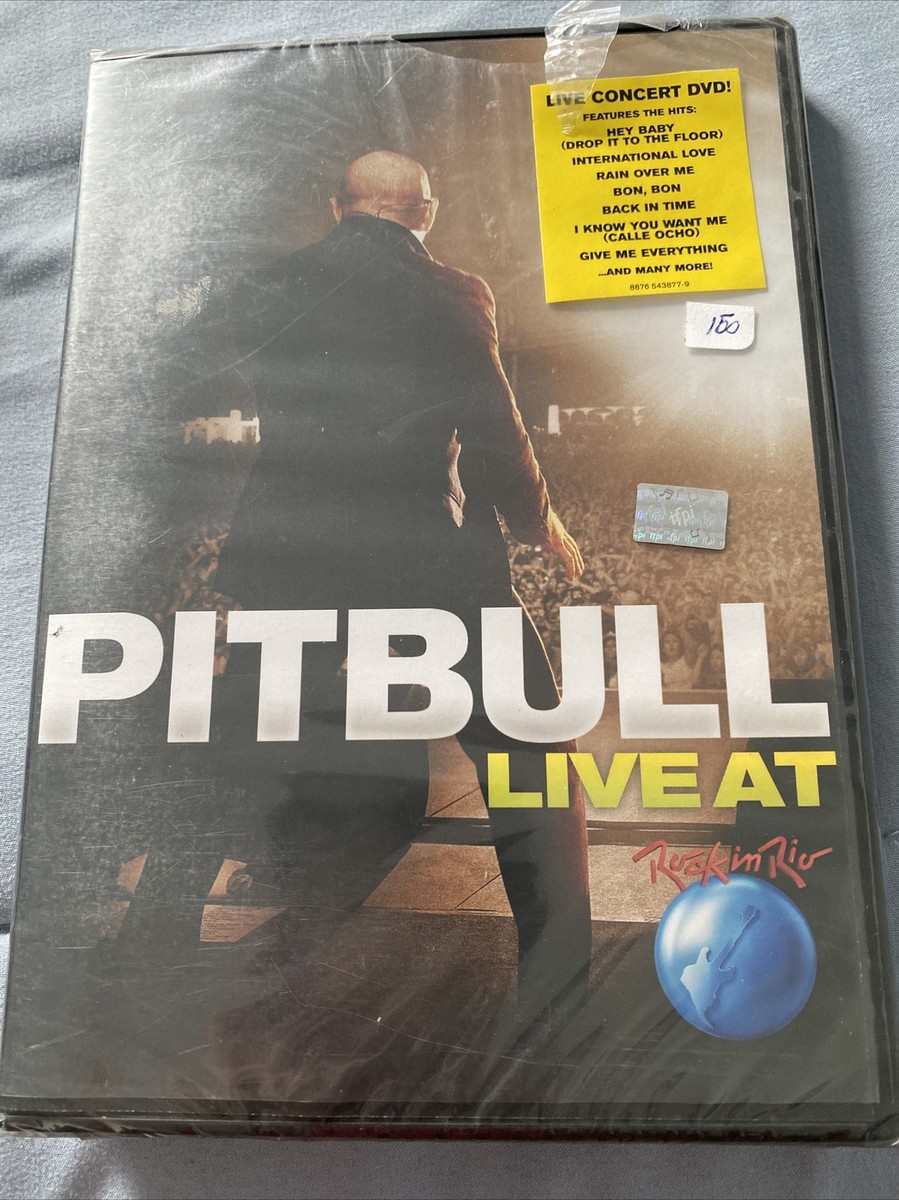 LIVE CONCERT DVD!
FEATURES THE HITS:
HEY BABY
(DROP IT TO THE FLOOR)
INTERNATIONAL LOVE
RAIN OVER ME
BON, BON
BACK IN TIME
I KNOW YOU WANT ME
(CALLE OCHO)
GIVE ME EVERYTHING
...AND MANY MORE!
8876 543877-9
150
ifpi
PITBULL
LIVE AT
Rock in Rio